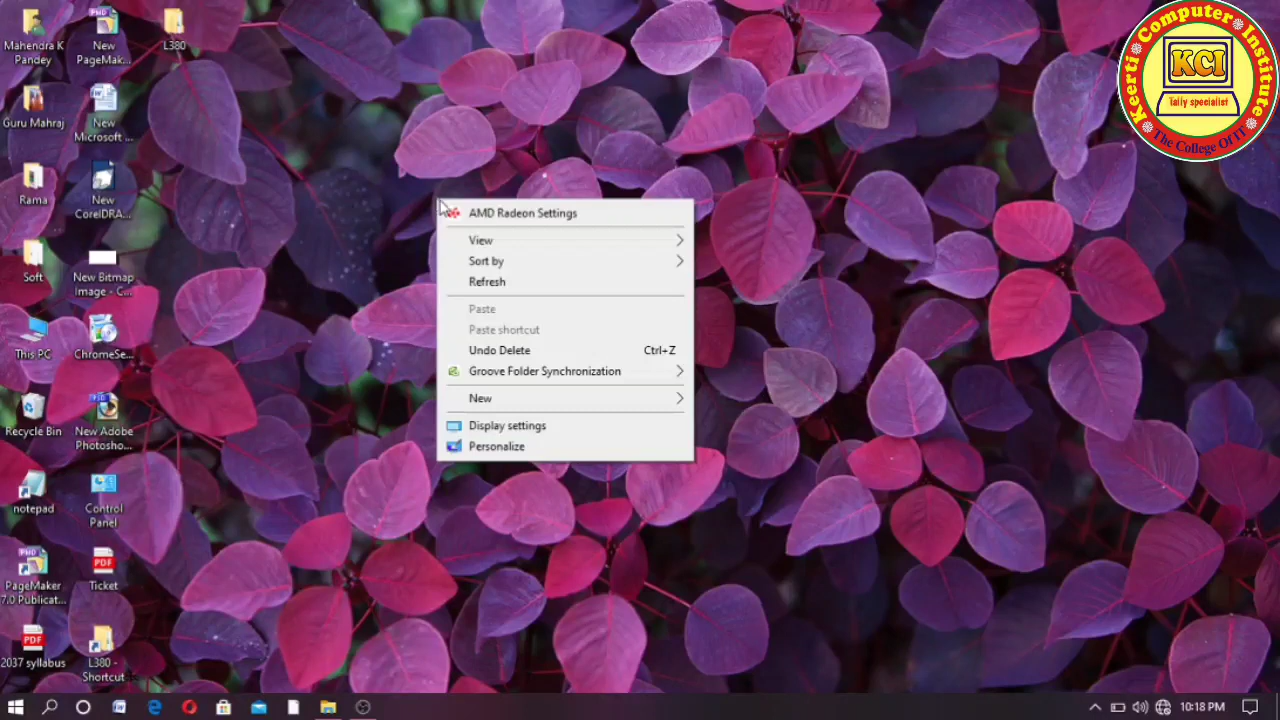 Mahendra K
Pandey
New
PageMak...
L380
Guru Mahraj
New
Microsoft ...
Rama
New
CorelDRA...
Soft
New Bitmap
Image - C...
This PC
ChromeSe...
Recycle Bin
New Adobe
Photosho...
notepad
Control
Panel
PageMaker
7.0 Publicat...
Ticket
2037 syllabus
L380 -
Shortcut
AMD Radeon Settings
View
Sort by
Refresh
Paste
Paste shortcut
Undo Delete Ctrl+Z
Groove Folder Synchronization
New
Display settings
Personalize
Keerti Computer Institute
KCI
Tally specialist
The College Of IT
10:18 PM